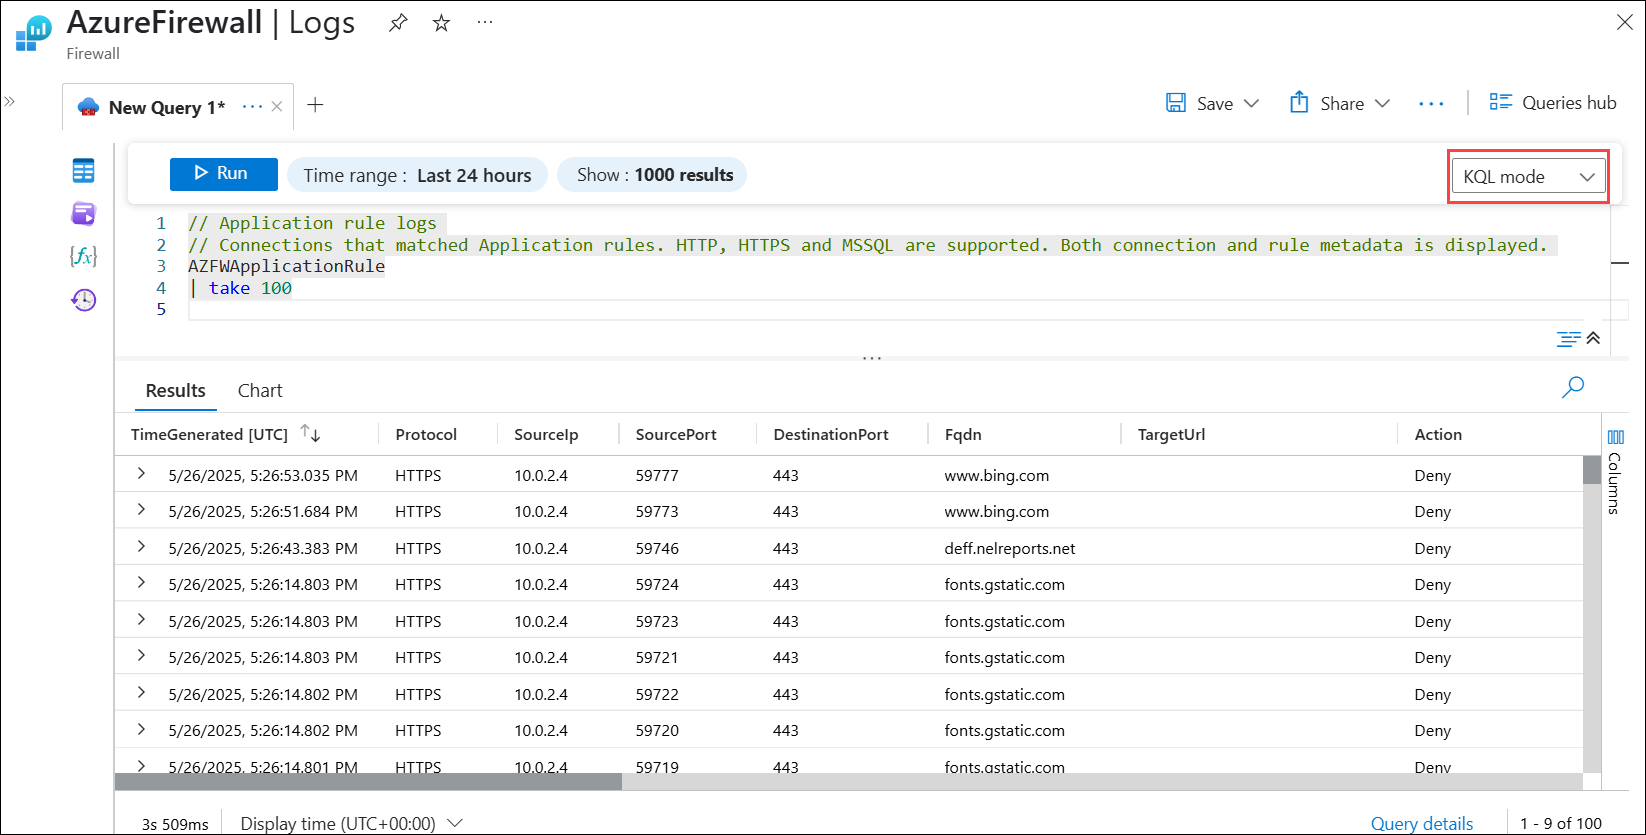 AzureFirewall | Logs
Firewall
New Query 1*
Save
Share
Queries hub
Run
Time range : Last 24 hours
Show : 1000 results
KQL mode
1 // Application rule logs
2 // Connections that matched Application rules. HTTP, HTTPS and MSSQL are supported. Both connection and rule metadata is displayed.
3 AZFWApplicationRule
4 | take 100
5
Results Chart
TimeGenerated [UTC] Protocol SourceIp SourcePort DestinationPort Fqdn TargetUrl Action
Columns
5/26/2025, 5:26:53.035 PM HTTPS 10.0.2.4 59777 443 www.bing.com Deny
5/26/2025, 5:26:51.684 PM HTTPS 10.0.2.4 59773 443 www.bing.com Deny
5/26/2025, 5:26:43.383 PM HTTPS 10.0.2.4 59746 443 deff.nelreports.net Deny
5/26/2025, 5:26:14.803 PM HTTPS 10.0.2.4 59724 443 fonts.gstatic.com Deny
5/26/2025, 5:26:14.803 PM HTTPS 10.0.2.4 59723 443 fonts.gstatic.com Deny
5/26/2025, 5:26:14.803 PM HTTPS 10.0.2.4 59721 443 fonts.gstatic.com Deny
5/26/2025, 5:26:14.802 PM HTTPS 10.0.2.4 59722 443 fonts.gstatic.com Deny
5/26/2025, 5:26:14.802 PM HTTPS 10.0.2.4 59720 443 fonts.gstatic.com Deny
5/26/2025, 5:26:14.801 PM HTTPS 10.0.2.4 59719 443 fonts.gstatic.com Deny
3s 509ms Display time (UTC+00:00) Query details 1 - 9 of 100